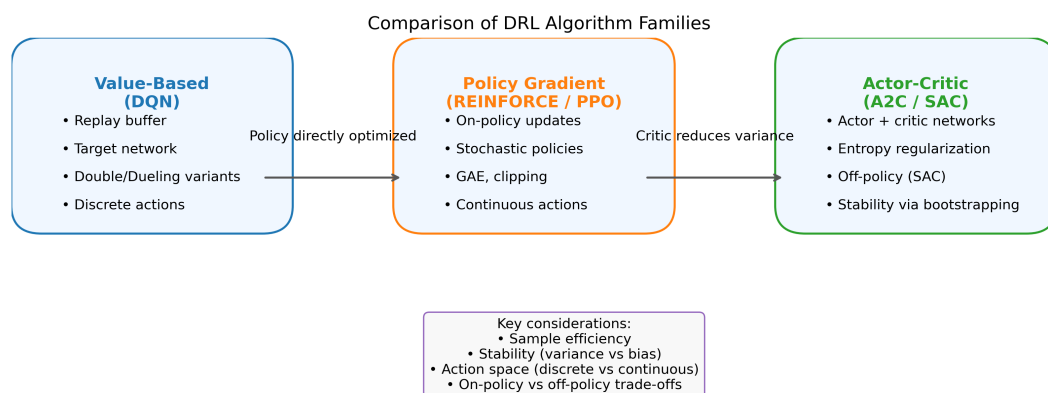 Comparison of DRL Algorithm Families
Value-Based
(DQN)
• Replay buffer
• Target network
• Double/Dueling variants
• Discrete actions
Policy directly optimized
Policy Gradient
(REINFORCE / PPO)
• On-policy updates
• Stochastic policies
• GAE, clipping
• Continuous actions
Critic reduces variance
Actor-Critic
(A2C / SAC)
• Actor + critic networks
• Entropy regularization
• Off-policy (SAC)
• Stability via bootstrapping
Key considerations:
• Sample efficiency
• Stability (variance vs bias)
• Action space (discrete vs continuous)
• On-policy vs off-policy trade-offs